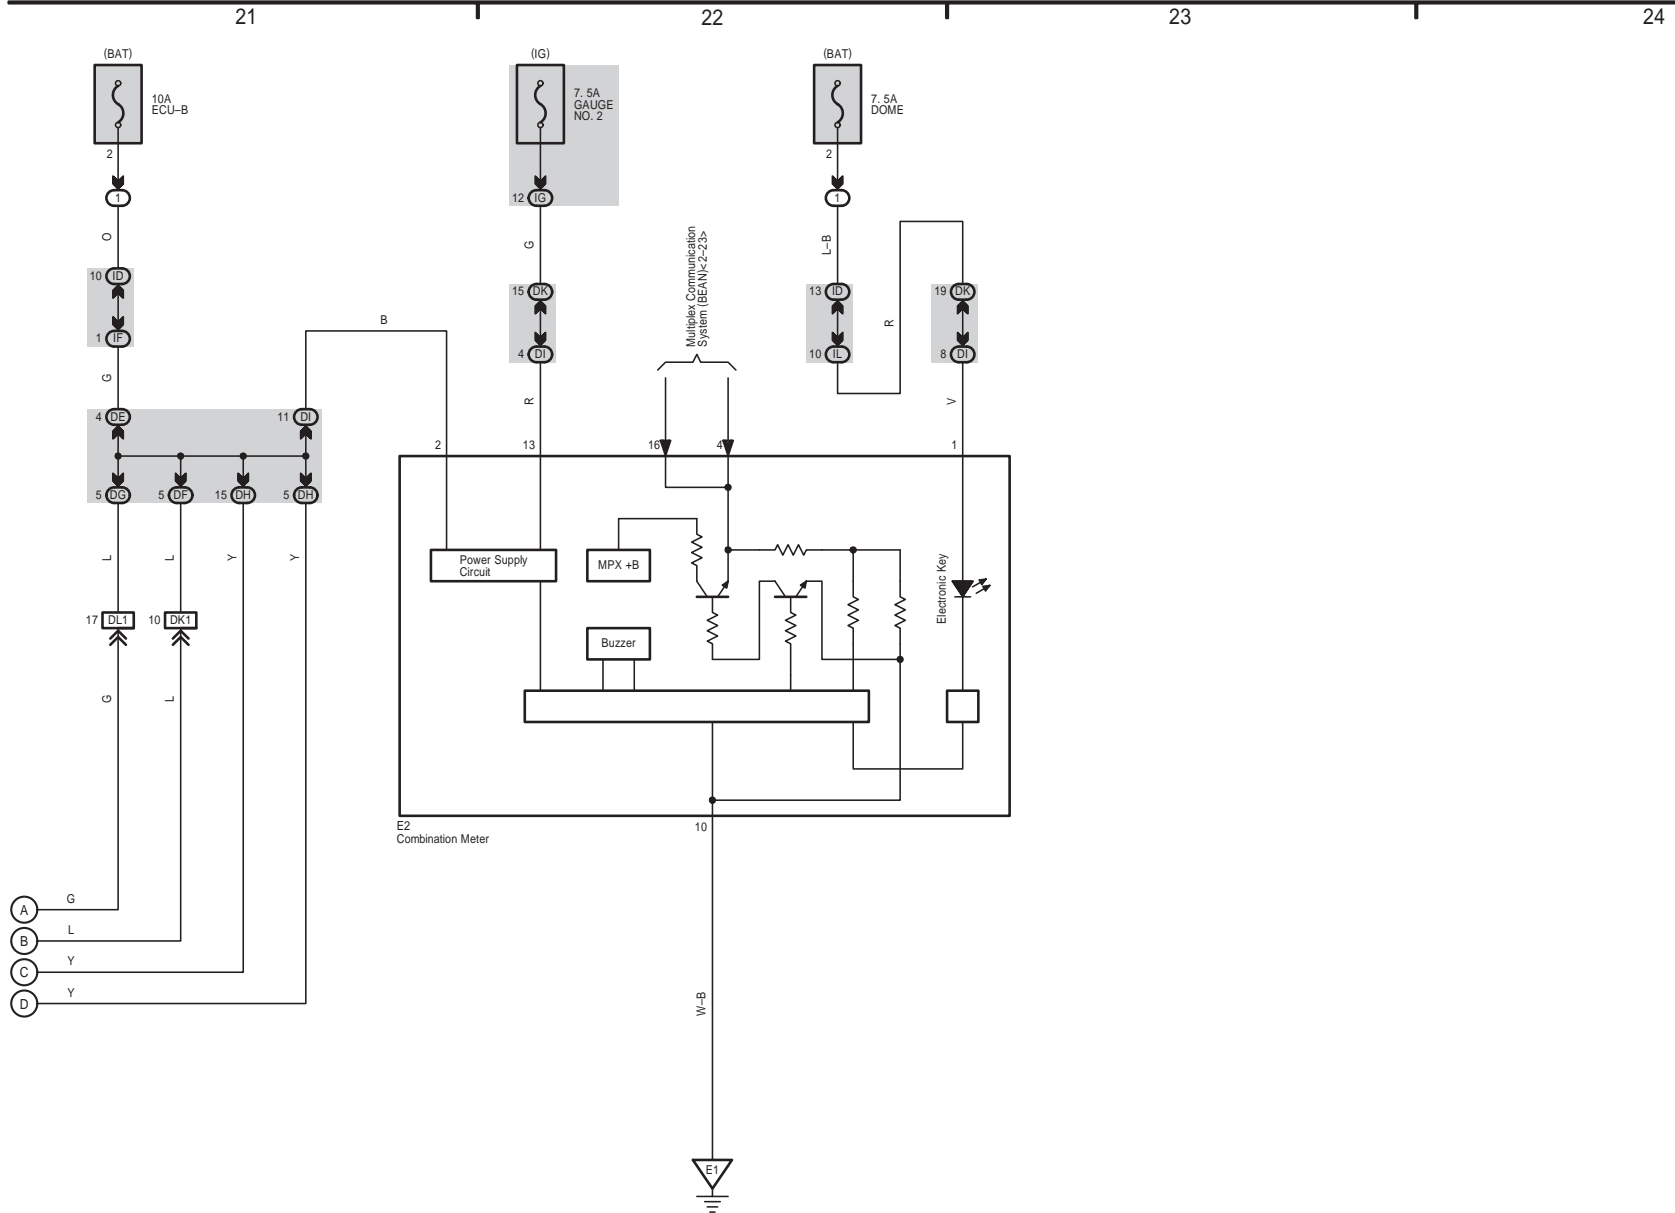 21
22
23
24
(BAT)
(IG)
(BAT)
10A
ECU–B
7. 5A
GAUGE
NO. 2
7. 5A
DOME
2
2
1
12 IG
1
O
G
L–B
Multiplex Communication
System (BEAN)<2–23>
10 ID
15 DK
13 ID
19 DK
B
R
1 IF
4 DI
10 IL
8 DI
G
R
V
4 DE
11 DI
2
13
16
4
1
5 DG
5 DF
15 DH
5 DH
L
L
Y
Y
Power Supply
Circuit
MPX +B
Electronic Key
17 DL1
10 DK1
Buzzer
G
L
E2
Combination Meter
10
A G
B L
C Y
D Y
W–B
E1